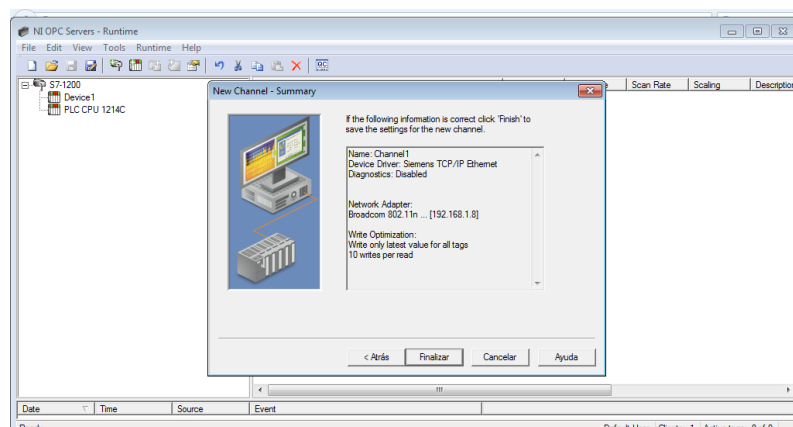 NI OPC Servers - Runtime
File Edit View Tools Runtime Help
S7-1200
Device1
PLC CPU 1214C
Scan Rate Scaling Description
New Channel - Summary
If the following information is correct click 'Finish' to
save the settings for the new channel.
Name: Channel1
Device Driver: Siemens TCP/IP Ethernet
Diagnostics: Disabled
Network Adapter:
Broadcom 802.11n ... [192.168.1.8]
Write Optimization:
Write only latest value for all tags
10 writes per read
< Atrás Finalizar Cancelar Ayuda
Date Time Source Event